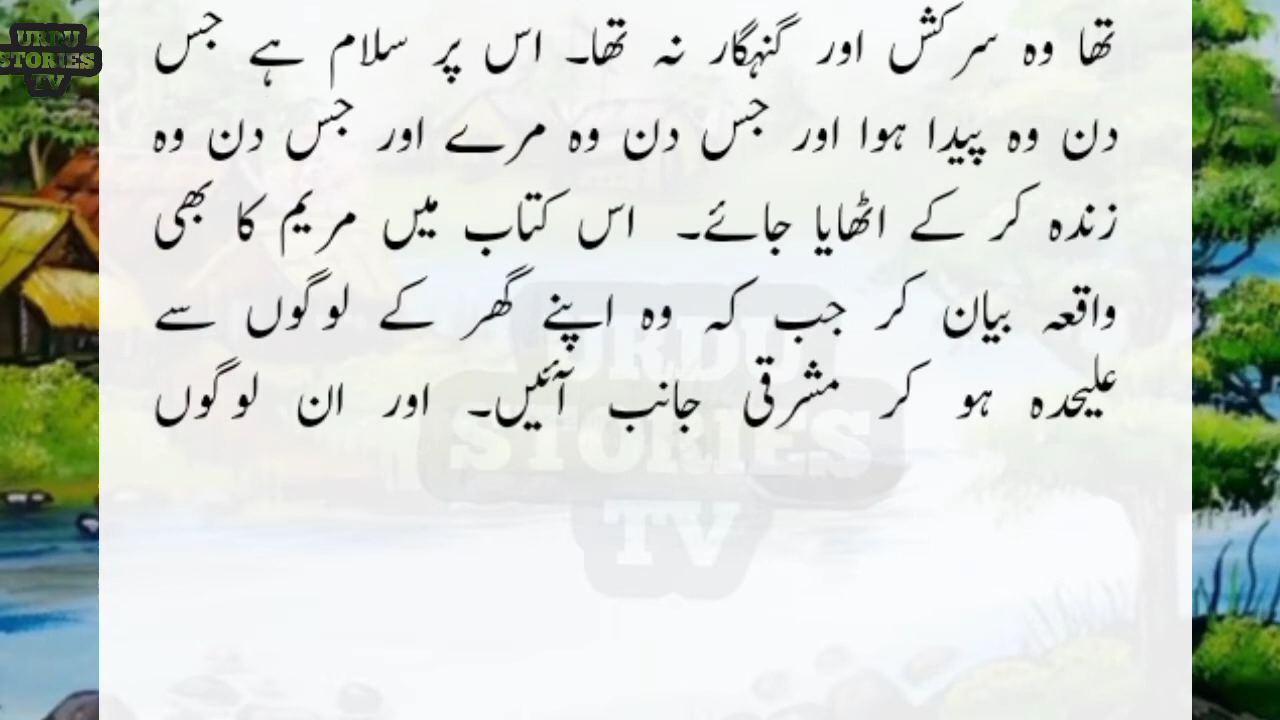 URDU
STORIES
TV
تھا وہ سرکش اور گنہگار نہ تھا۔ اس پر سلام ہے جس
دن وہ پیدا ہوا اور جس دن وہ مرے اور جس دن وہ
زندہ کر کے اٹھایا جائے۔ اس کتاب میں مریم کا بھی
واقعہ بیان کر جب کہ وہ اپنے گھر کے لوگوں سے
علیحدہ ہو کر مشرقی جانب آئیں۔ اور ان لوگوں
URDU
STORIES
TV